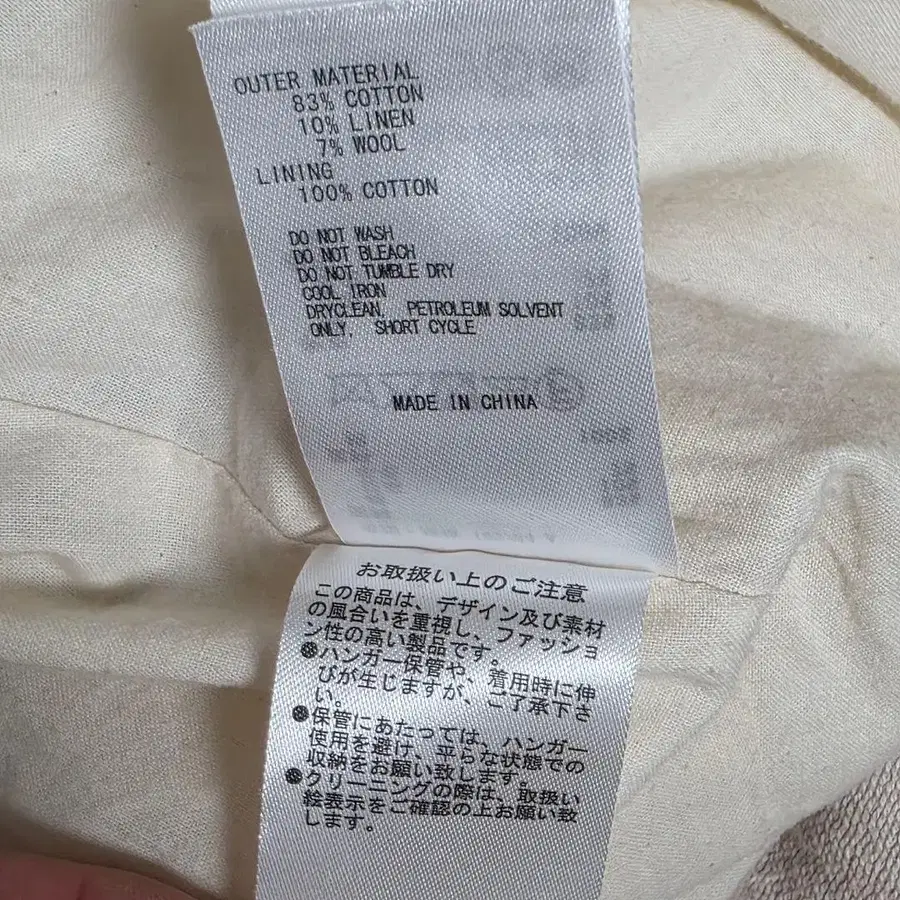 OUTER MATERIAL
83% COTTON
10% LINEN
7% WOOL
LINING
100% COTTON
DO NOT WASH
DO NOT BLEACH
DO NOT TUMBLE DRY
COOL IRON
DRYCLEAN, PETROLEUM SOLVENT
ONLY, SHORT CYCLE
MADE IN CHINA
お取扱い上のご注意
この商品は、デザイン及び素材
の風合いを重視し、ファッショ
ン性の高い製品です。
※ハンガー保管や、着用時に伸
びが生じますが、ご了承下さ
い。
※保管にあたっては、ハンガー
使用を避け、平らな状態での
収納をお願い致します。
※クリーニングの際は、取扱い
絵表示をご確認の上お願い致
します。